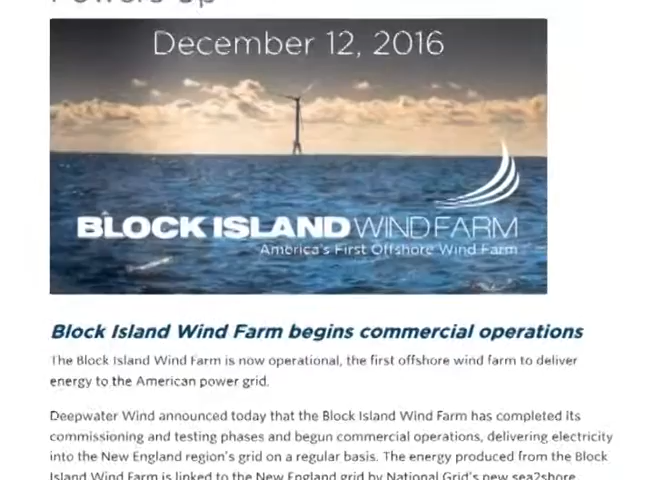 Powers Up
December 12, 2016
BLOCK ISLAND WIND FARM
America's First Offshore Wind Farm
Block Island Wind Farm begins commercial operations
The Block Island Wind Farm is now operational, the first offshore wind farm to deliver
energy to the American power grid.
Deepwater Wind announced today that the Block Island Wind Farm has completed its
commissioning and testing phases and begun commercial operations, delivering electricity
into the New England region's grid on a regular basis. The energy produced from the Block
Island Wind Farm is linked to the New England grid by National Grid's new sea2shore